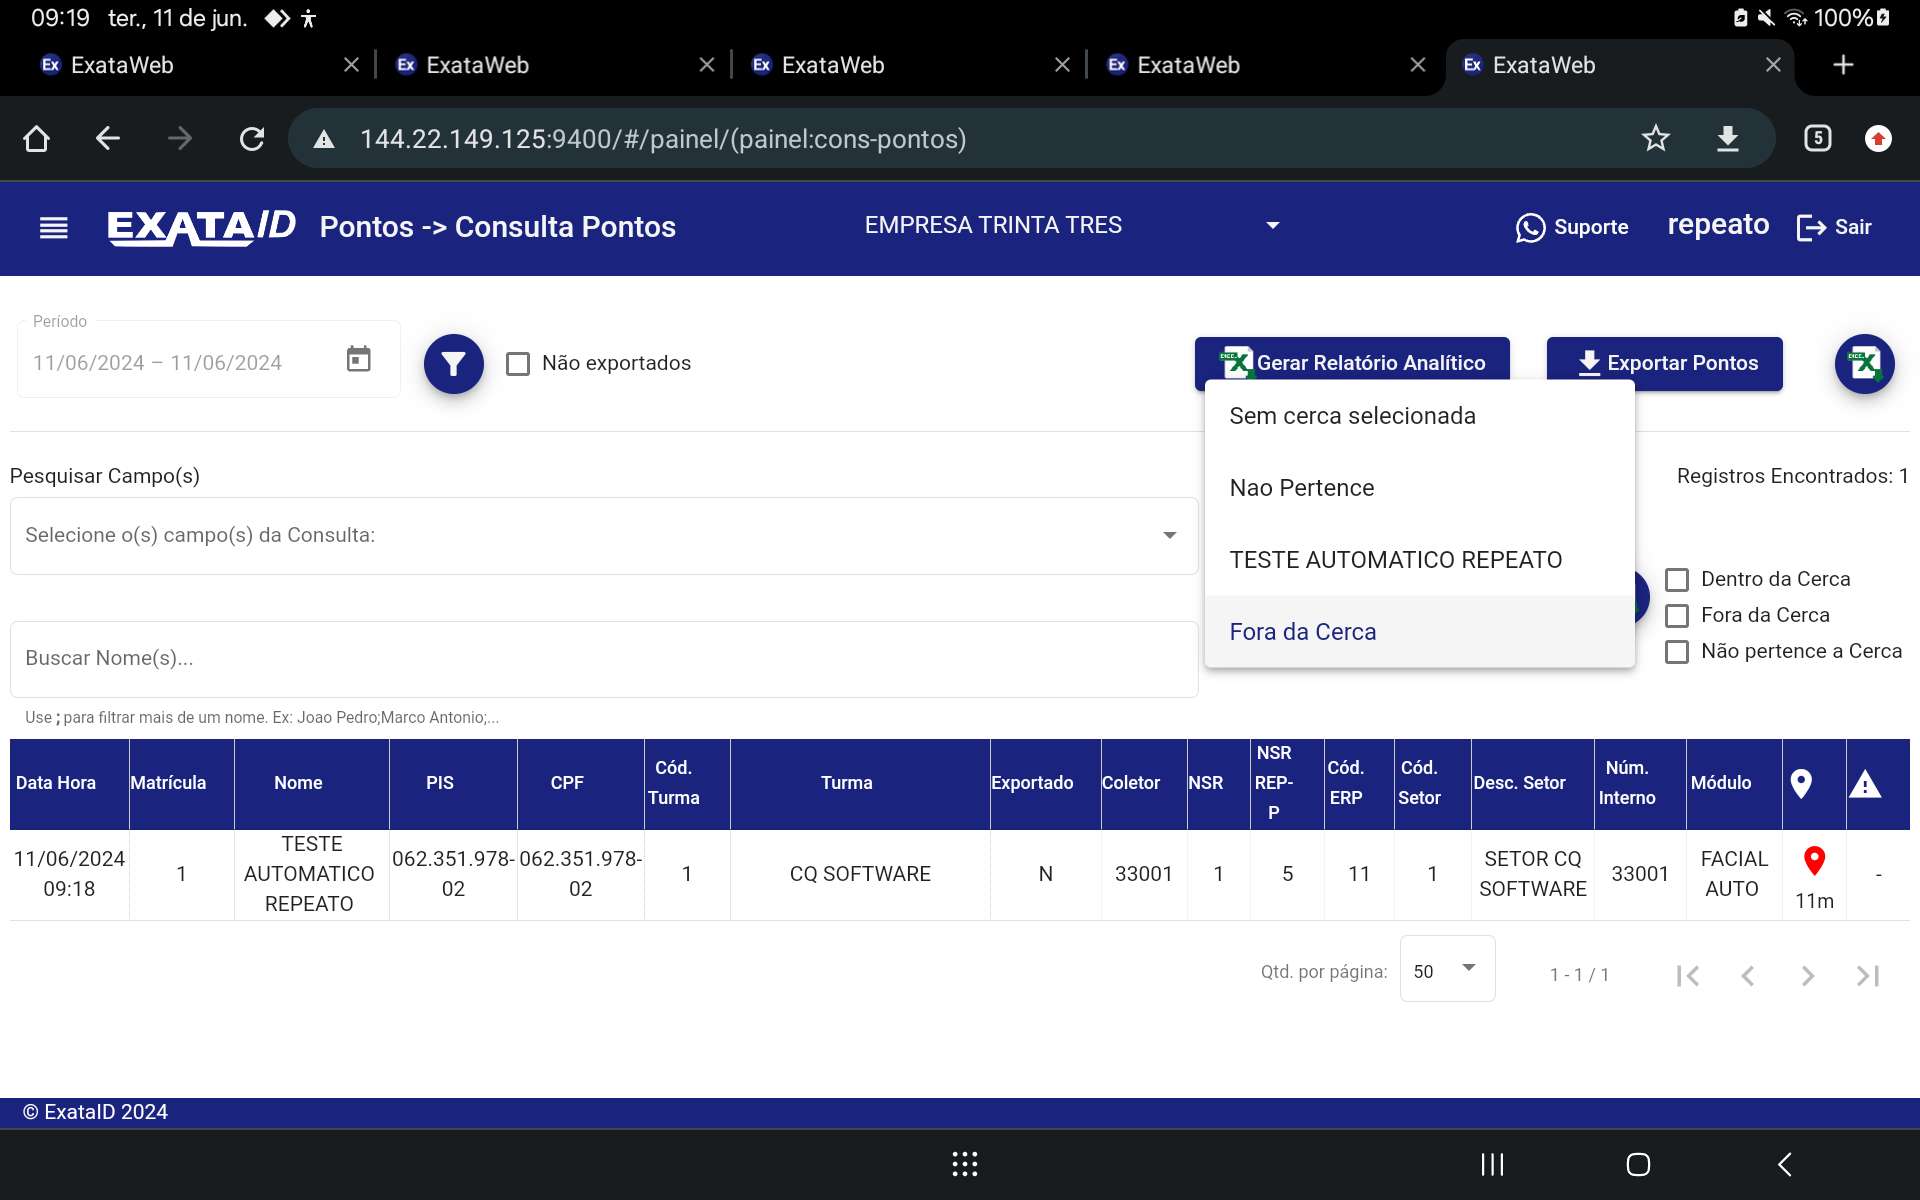 09:19 ter., 11 de jun. 100%
Ex ExataWeb Ex ExataWeb Ex ExataWeb Ex ExataWeb Ex ExataWeb
144.22.149.125:9400/#/painel/(painel:cons-pontos) 5
EXATAID Pontos -> Consulta Pontos EMPRESA TRINTA TRES Suporte repeato Sair
Período
11/06/2024 – 11/06/2024 Não exportados Gerar Relatório Analítico Exportar Pontos
Sem cerca selecionada
Pesquisar Campo(s) Nao Pertence Registros Encontrados: 1
Selecione o(s) campo(s) da Consulta:
TESTE AUTOMATICO REPEATO Dentro da Cerca
Fora da Cerca Fora da Cerca
Buscar Nome(s)... Não pertence a Cerca
Use ; para filtrar mais de um nome. Ex: Joao Pedro;Marco Antonio;...
Data Hora Matrícula Nome PIS CPF Cód. Turma Turma Exportado Coletor NSR NSR REP-P Cód. ERP Cód. Setor Desc. Setor Núm. Interno Módulo
11/06/2024 09:18 1 TESTE AUTOMATICO REPEATO 062.351.978-02 062.351.978-02 1 CQ SOFTWARE N 33001 1 5 11 1 SETOR CQ SOFTWARE 33001 FACIAL AUTO 11m -
Qtd. por página: 50 1 - 1 / 1
© ExataID 2024